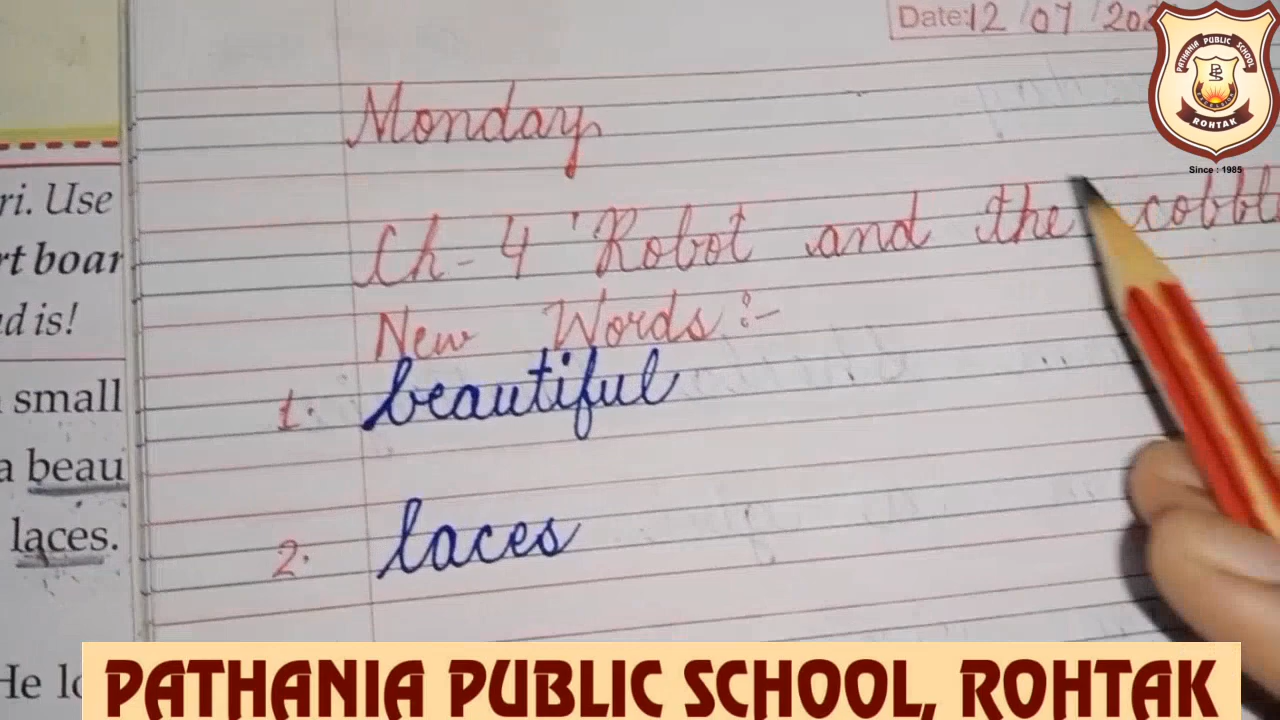 Date: 12/07/202
PATHANIA PUBLIC SCHOOL
PPS
ROHTAK
Since : 1985
Monday
Ch-4 'Robot and the cobbl
New Words :-
1. beautiful
2. laces
ri. Use
rt boar
d is!
small
a beau
laces.
He lo
PATHANIA PUBLIC SCHOOL, ROHTAK